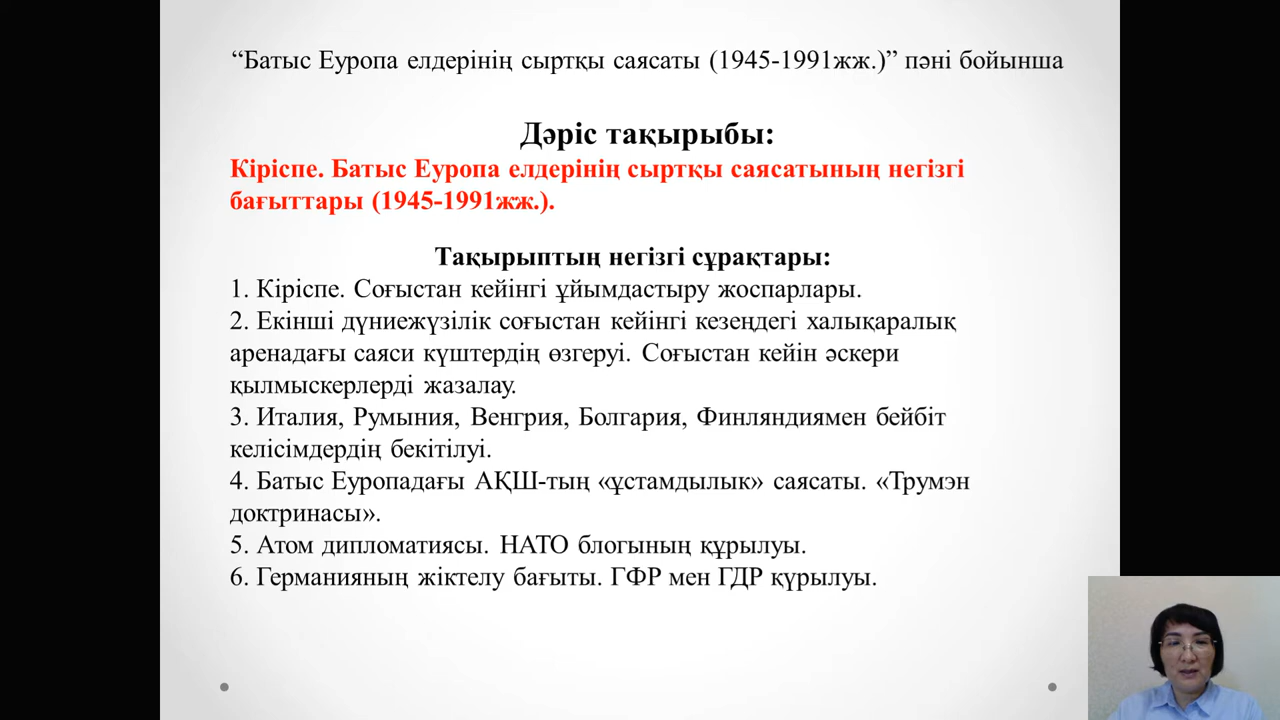 “Батыс Еуропа елдерінің сыртқы саясаты (1945-1991жж.)” пәні бойынша
Дәріс тақырыбы:
Кіріспе. Батыс Еуропа елдерінің сыртқы саясатының негізгі
бағыттары (1945-1991жж.).
Тақырыптың негізгі сұрақтары:
1. Кіріспе. Соғыстан кейінгі ұйымдастыру жоспарлары.
2. Екінші дүниежүзілік соғыстан кейінгі кезеңдегі халықаралық
аренадағы саяси күштердің өзгеруі. Соғыстан кейін әскери
қылмыскерлерді жазалау.
3. Италия, Румыния, Венгрия, Болгария, Финляндиямен бейбіт
келісімдердің бекітілуі.
4. Батыс Еуропадағы АҚШ-тың «ұстамдылык» саясаты. «Трумэн
доктринасы».
5. Атом дипломатиясы. НАТО блогының құрылуы.
6. Германияның жіктелу бағыты. ГФР мен ГДР қүрылуы.